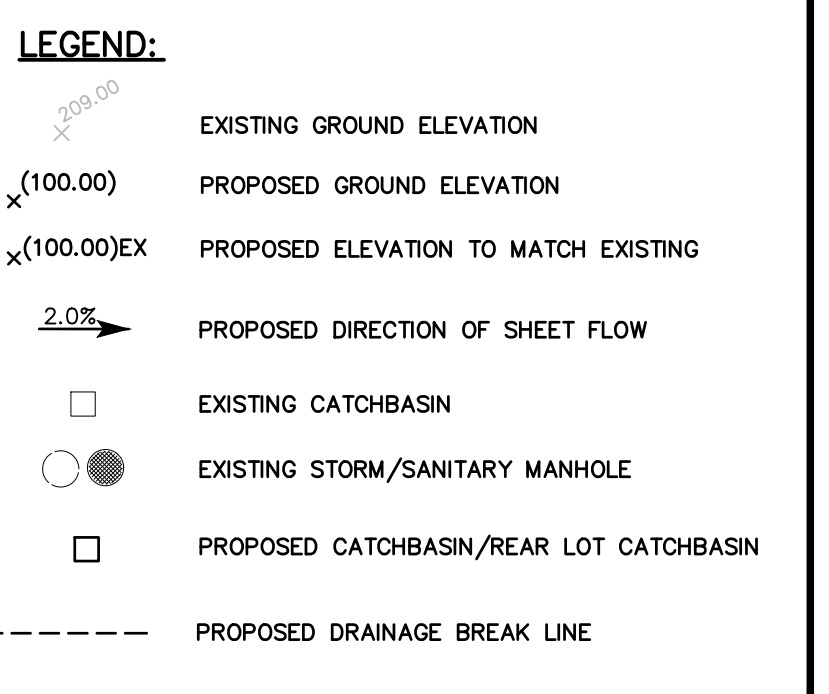 LEGEND:
209.00
EXISTING GROUND ELEVATION
(100.00)
PROPOSED GROUND ELEVATION
(100.00)EX
PROPOSED ELEVATION TO MATCH EXISTING
2.0%
PROPOSED DIRECTION OF SHEET FLOW
EXISTING CATCHBASIN
EXISTING STORM/SANITARY MANHOLE
PROPOSED CATCHBASIN/REAR LOT CATCHBASIN
PROPOSED DRAINAGE BREAK LINE